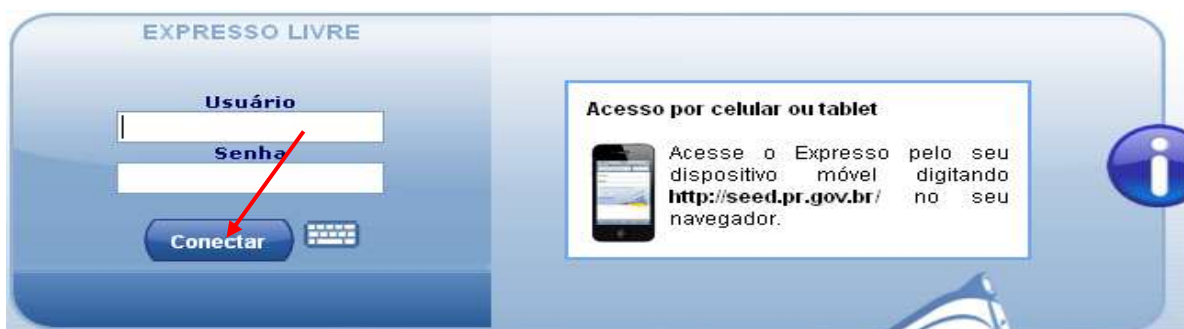 EXPRESSO LIVRE
Usuário
Senha
Conectar
Acesso por celular ou tablet
Acesse o Expresso pelo seu
dispositivo móvel digitando
http://seed.pr.gov.br/ no seu
navegador.
i